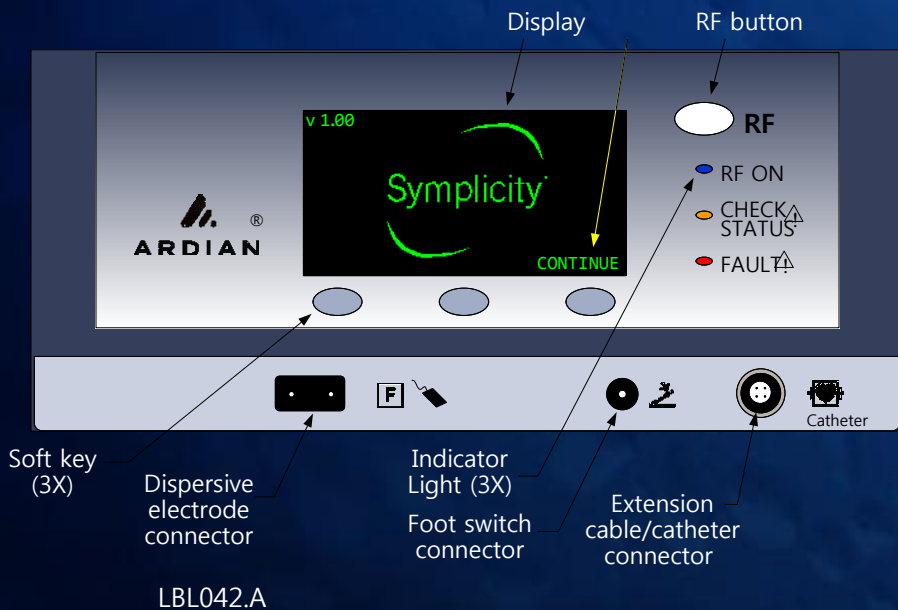 Display
RF button
v 1.00
Symplicity
CONTINUE
ARDIAN
®
RF
RF ON
CHECK
STATUS
FAULT
F
Catheter
Soft key
(3X)
Dispersive
electrode
connector
Indicator
Light (3X)
Foot switch
connector
Extension
cable/catheter
connector
LBL042.A